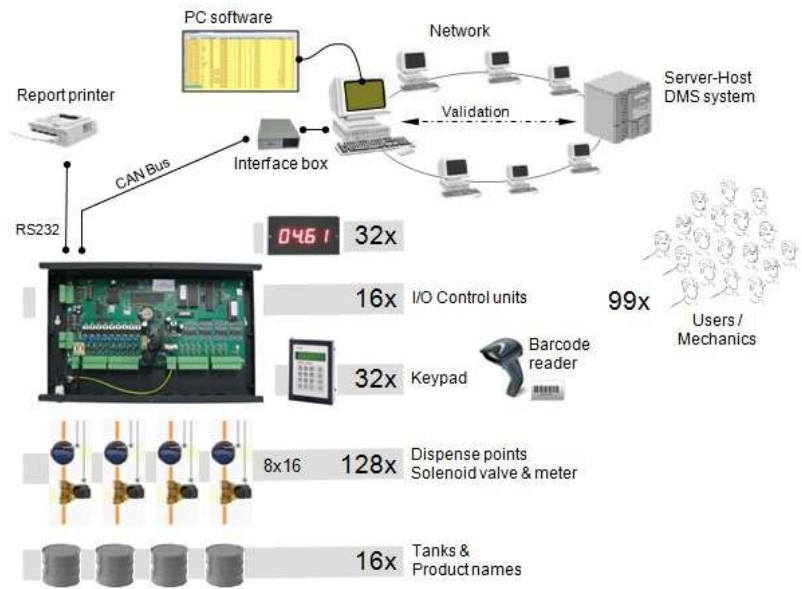 PC software
Network
Server-Host
DMS system
Report printer
Validation
Interface box
CAN Bus
RS232
04.61
32x
16x
I/O Control units
99x
Users /
Mechanics
Barcode
reader
32x
Keypad
8x16
128x
Dispense points
Solenoid valve & meter
16x
Tanks &
Product names